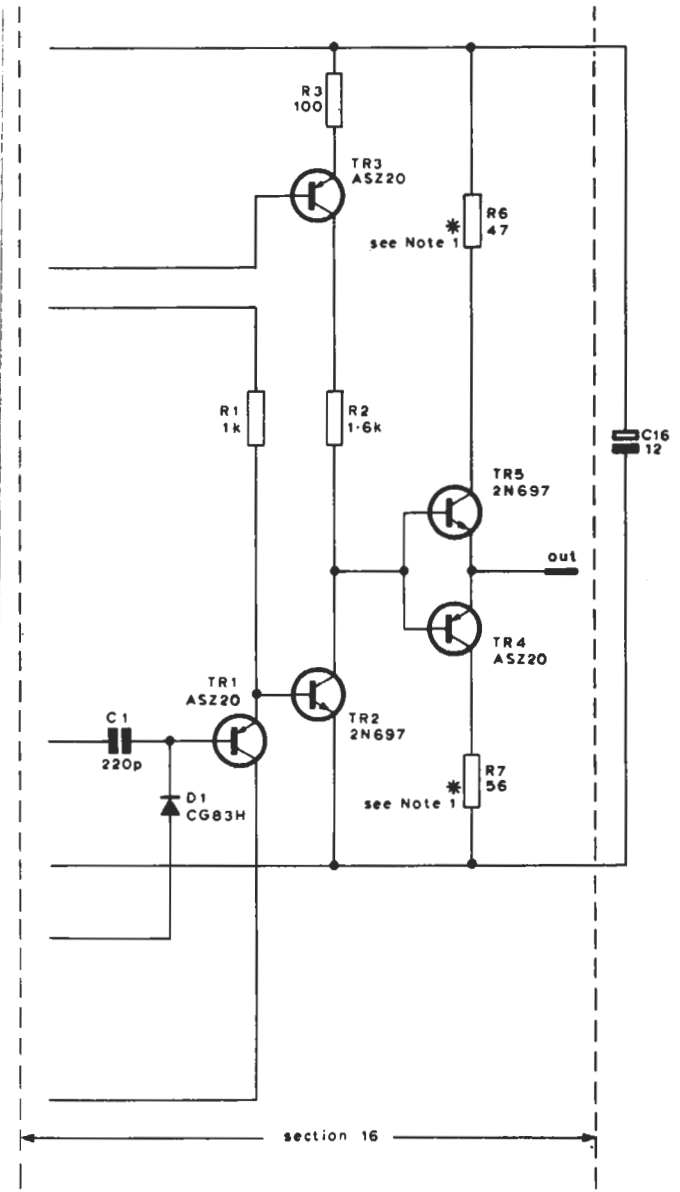 R3
100
TR3
ASZ20
R6
47
*
see Note 1
R1
1k
R2
1·6k
C16
12
TR5
2N697
out
TR4
ASZ20
TR1
ASZ20
TR2
2N697
C1
220p
D1
CG83H
R7
56
*
see Note 1
section 16